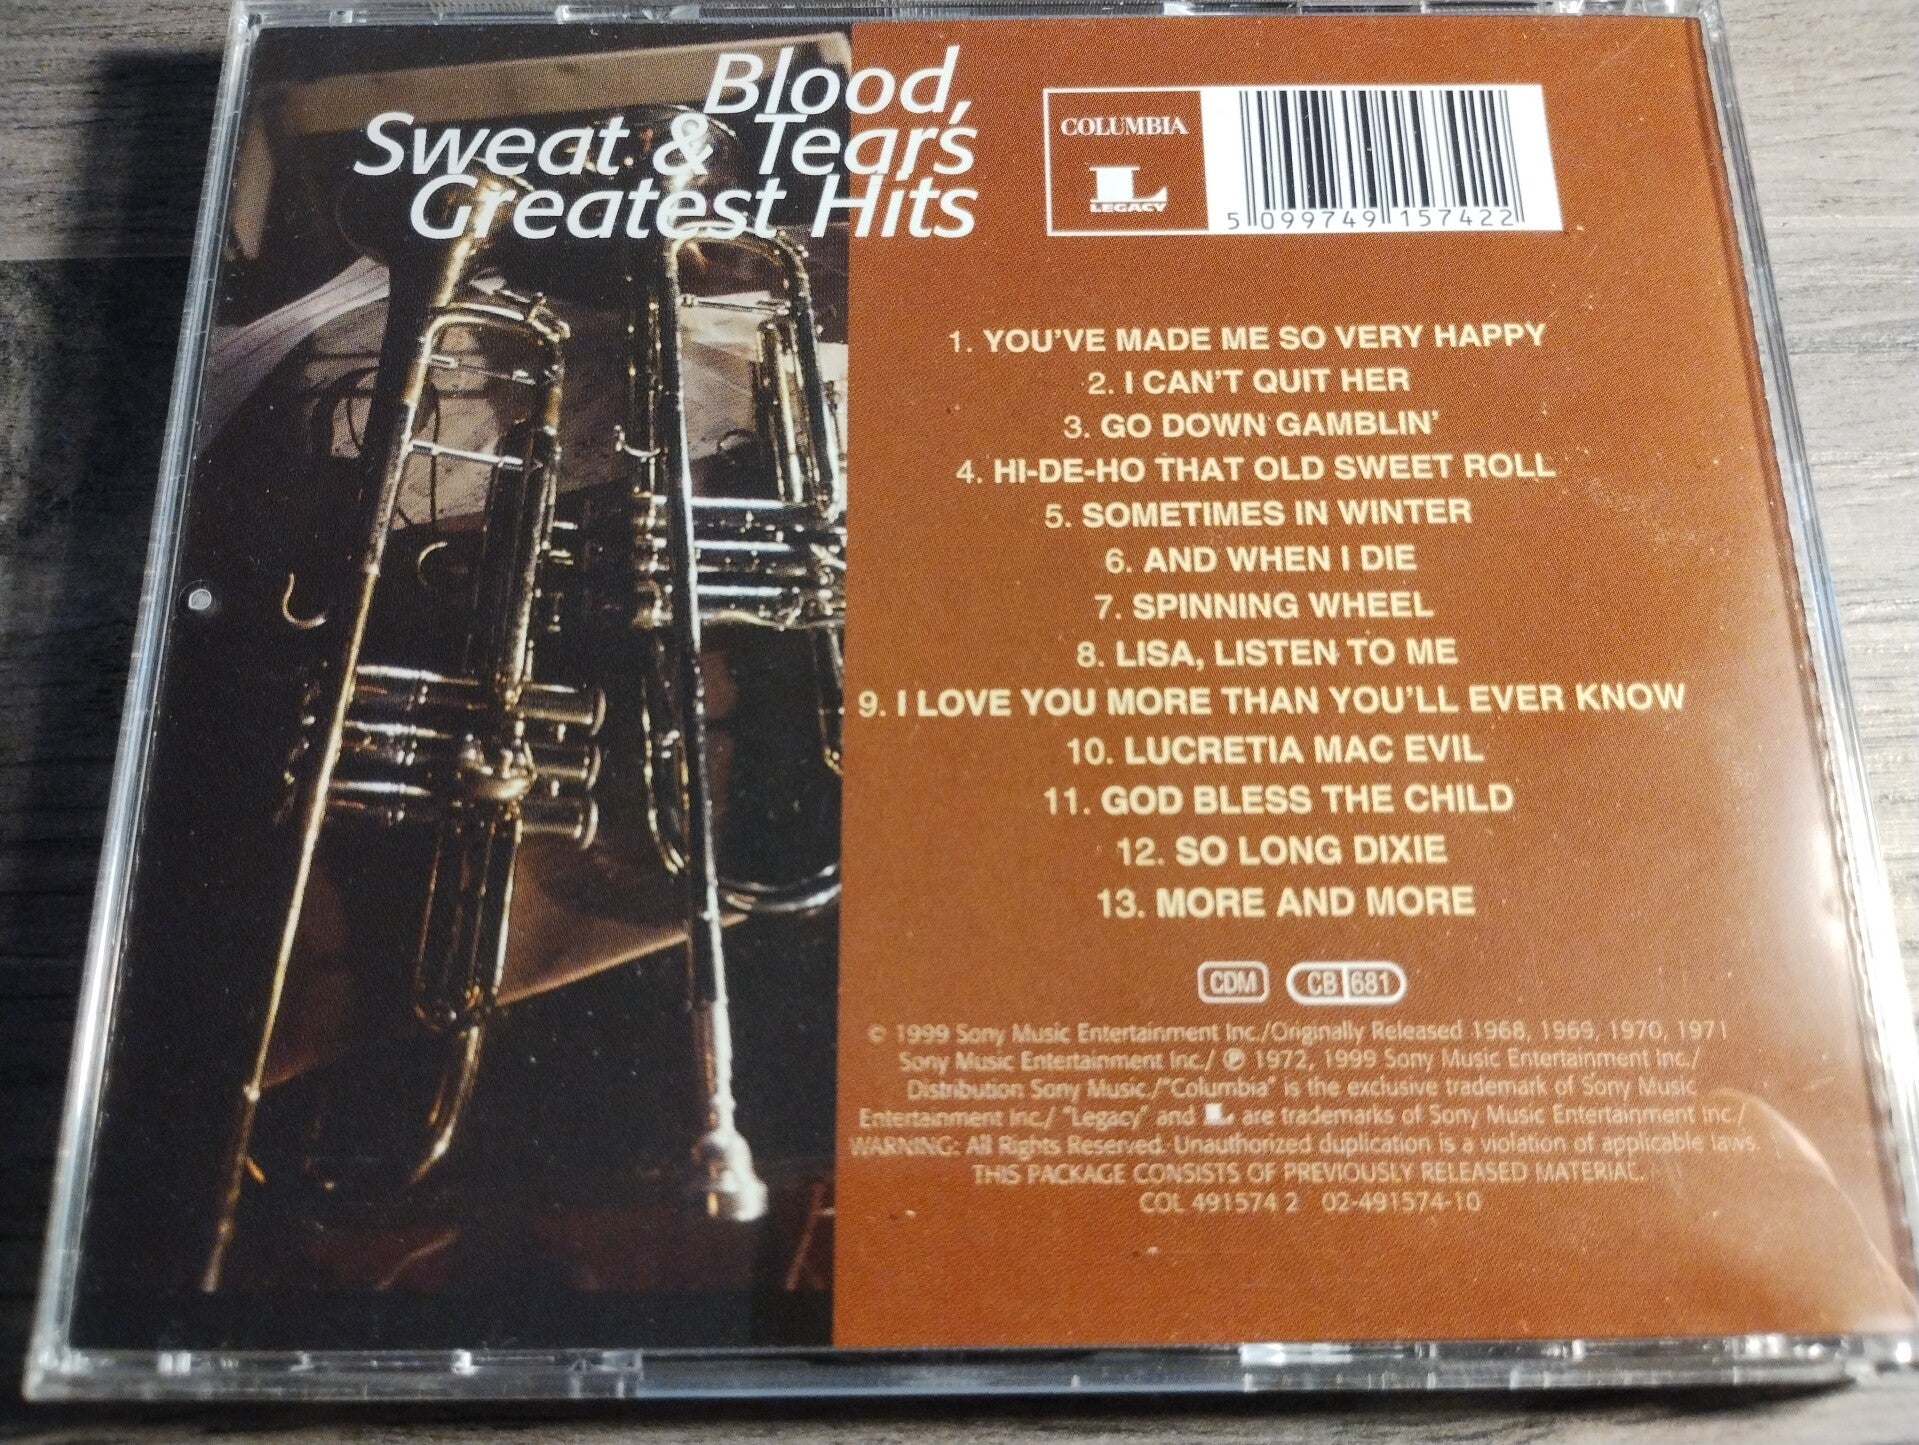 Blood,
Sweat & Tears
Greatest Hits
COLUMBIA
L
LEGACY
5 099749 157422
1. YOU'VE MADE ME SO VERY HAPPY
2. I CAN'T QUIT HER
3. GO DOWN GAMBLIN'
4. HI-DE-HO THAT OLD SWEET ROLL
5. SOMETIMES IN WINTER
6. AND WHEN I DIE
7. SPINNING WHEEL
8. LISA, LISTEN TO ME
9. I LOVE YOU MORE THAN YOU'LL EVER KNOW
10. LUCRETIA MAC EVIL
11. GOD BLESS THE CHILD
12. SO LONG DIXIE
13. MORE AND MORE
CDM CB 681
© 1999 Sony Music Entertainment Inc./Originally Released 1968, 1969, 1970, 1971
Sony Music Entertainment Inc./ ℗ 1972, 1999 Sony Music Entertainment Inc./
Distribution Sony Music./"Columbia" is the exclusive trademark of Sony Music
Entertainment Inc./ "Legacy" and L are trademarks of Sony Music Entertainment Inc./
WARNING: All Rights Reserved. Unauthorized duplication is a violation of applicable laws.
THIS PACKAGE CONSISTS OF PREVIOUSLY RELEASED MATERIAL.
COL 491574 2 02-491574-10